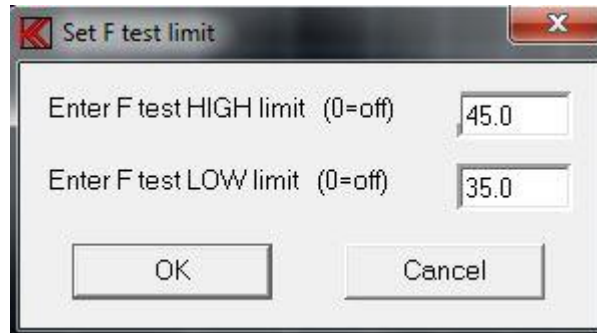 Set F test limit
Enter F test HIGH limit (0=off) 45.0
Enter F test LOW limit (0=off) 35.0
OK Cancel